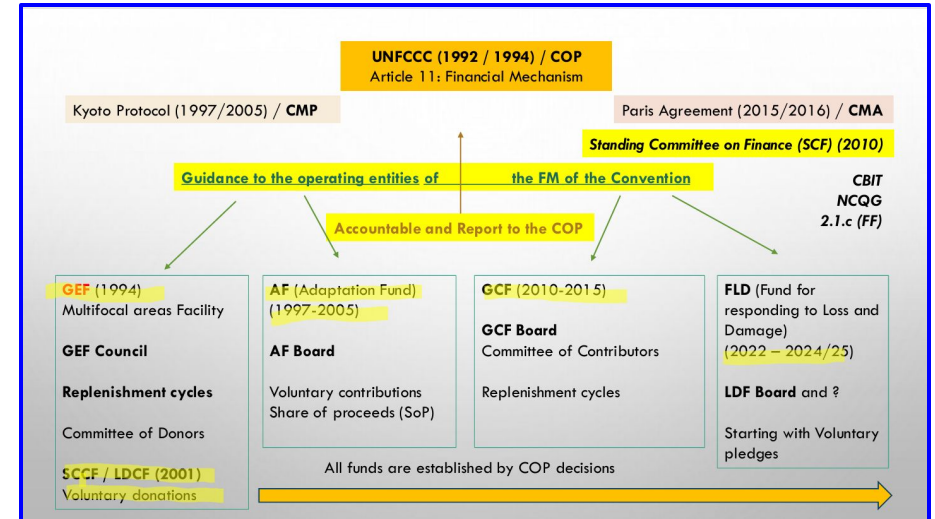 UNFCCC (1992 / 1994) / COP
Article 11: Financial Mechanism
Kyoto Protocol (1997/2005) / CMP
Paris Agreement (2015/2016) / CMA
Standing Committee on Finance (SCF) (2010)
Guidance to the operating entities of the FM of the Convention
CBIT
NCQG
2.1.c (FF)
Accountable and Report to the COP
GEF (1994)
Multifocal areas Facility
GEF Council
Replenishment cycles
Committee of Donors
SCCF / LDCF (2001)
Voluntary donations
AF (Adaptation Fund)
(1997-2005)
AF Board
Voluntary contributions
Share of proceeds (SoP)
GCF (2010-2015)
GCF Board
Committee of Contributors
Replenishment cycles
FLD (Fund for
responding to Loss and
Damage)
(2022 – 2024/25)
LDF Board and ?
Starting with Voluntary
pledges
All funds are established by COP decisions